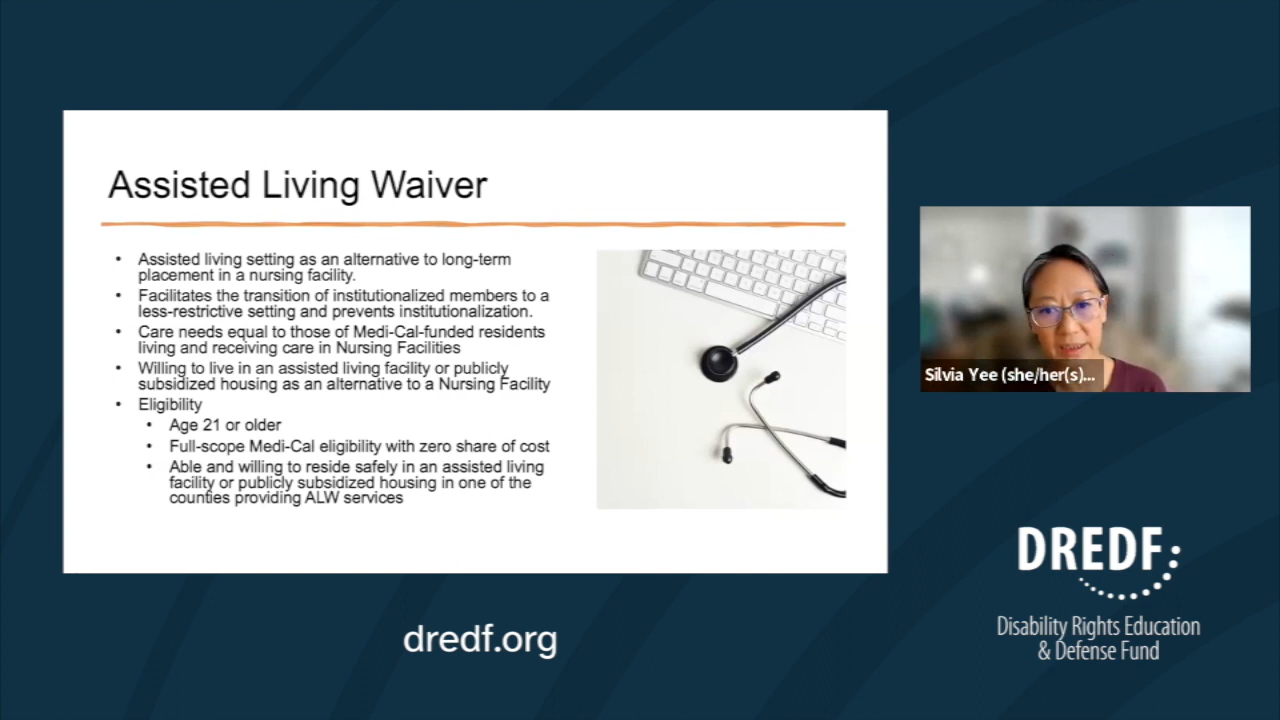 Assisted Living Waiver
• Assisted living setting as an alternative to long-term
placement in a nursing facility.
• Facilitates the transition of institutionalized members to a
less-restrictive setting and prevents institutionalization.
• Care needs equal to those of Medi-Cal-funded residents
living and receiving care in Nursing Facilities
• Willing to live in an assisted living facility or publicly
subsidized housing as an alternative to a Nursing Facility
• Eligibility
• Age 21 or older
• Full-scope Medi-Cal eligibility with zero share of cost
• Able and willing to reside safely in an assisted living
facility or publicly subsidized housing in one of the
counties providing ALW services
Silvia Yee (she/her(s)...
dredf.org
DREDF
Disability Rights Education
& Defense Fund